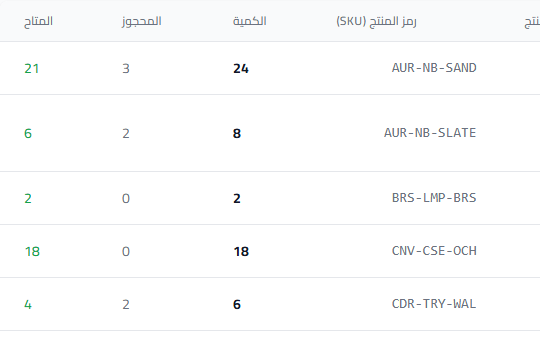 نتج رمز المنتج (SKU) الكمية المحجوز المتاح
AUR-NB-SAND 24 3 21
AUR-NB-SLATE 8 2 6
BRS-LMP-BRS 2 0 2
CNV-CSE-OCH 18 0 18
CDR-TRY-WAL 6 2 4